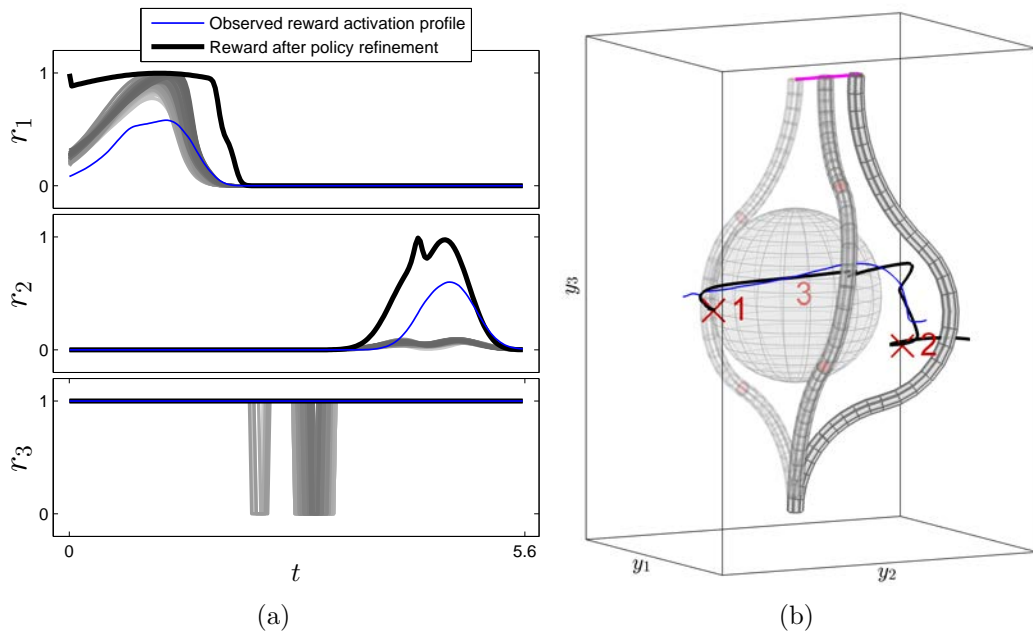 Observed reward activation profile
Reward after policy refinement
1
r1
0
1
r2
0
1
r3
0
0
5.6
t
(a)
y3
3
1
2
y1
y2
(b)